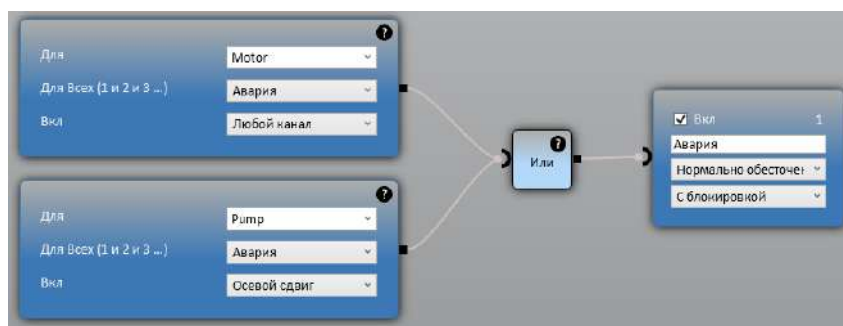 ?
Для
Motor
Для Всех (1 и 2 и 3 ...)
Авария
Вкл
Любой канал
?
Для
Pump
Для Всех (1 и 2 и 3 ...)
Авария
Вкл
Осевой сдвиг
?
Или
Вкл 1
Авария
Нормально обесточен
С блокировкой